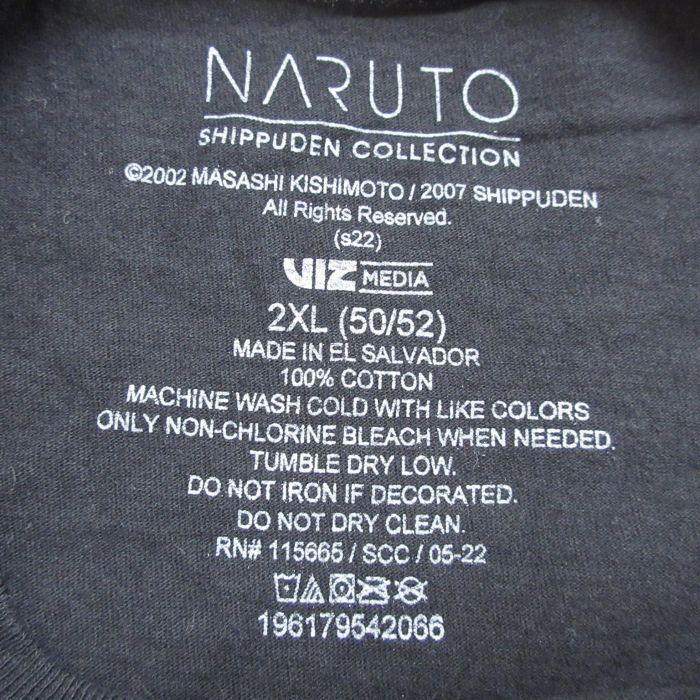 NARUTO
SHIPPUDEN COLLECTION
©2002 MASASHI KISHIMOTO / 2007 SHIPPUDEN
All Rights Reserved.
(s22)
VIZ MEDIA
2XL (50/52)
MADE IN EL SALVADOR
100% COTTON
MACHINE WASH COLD WITH LIKE COLORS
ONLY NON-CHLORINE BLEACH WHEN NEEDED.
TUMBLE DRY LOW.
DO NOT IRON IF DECORATED.
DO NOT DRY CLEAN.
RN# 115665 / SCC / 05-22
196179542066